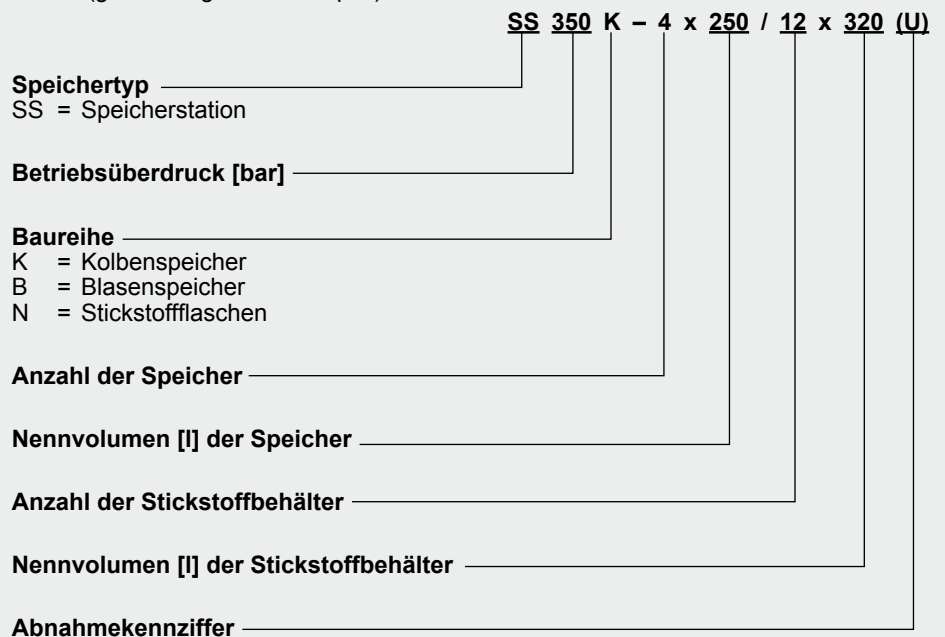 SS 350 K – 4 x 250 / 12 x 320 (U)
Speichertyp
SS = Speicherstation
Betriebsüberdruck [bar]
Baureihe
K = Kolbenspeicher
B = Blasenspeicher
N = Stickstoffflaschen
Anzahl der Speicher
Nennvolumen [l] der Speicher
Anzahl der Stickstoffbehälter
Nennvolumen [l] der Stickstoffbehälter
Abnahmekennziffer